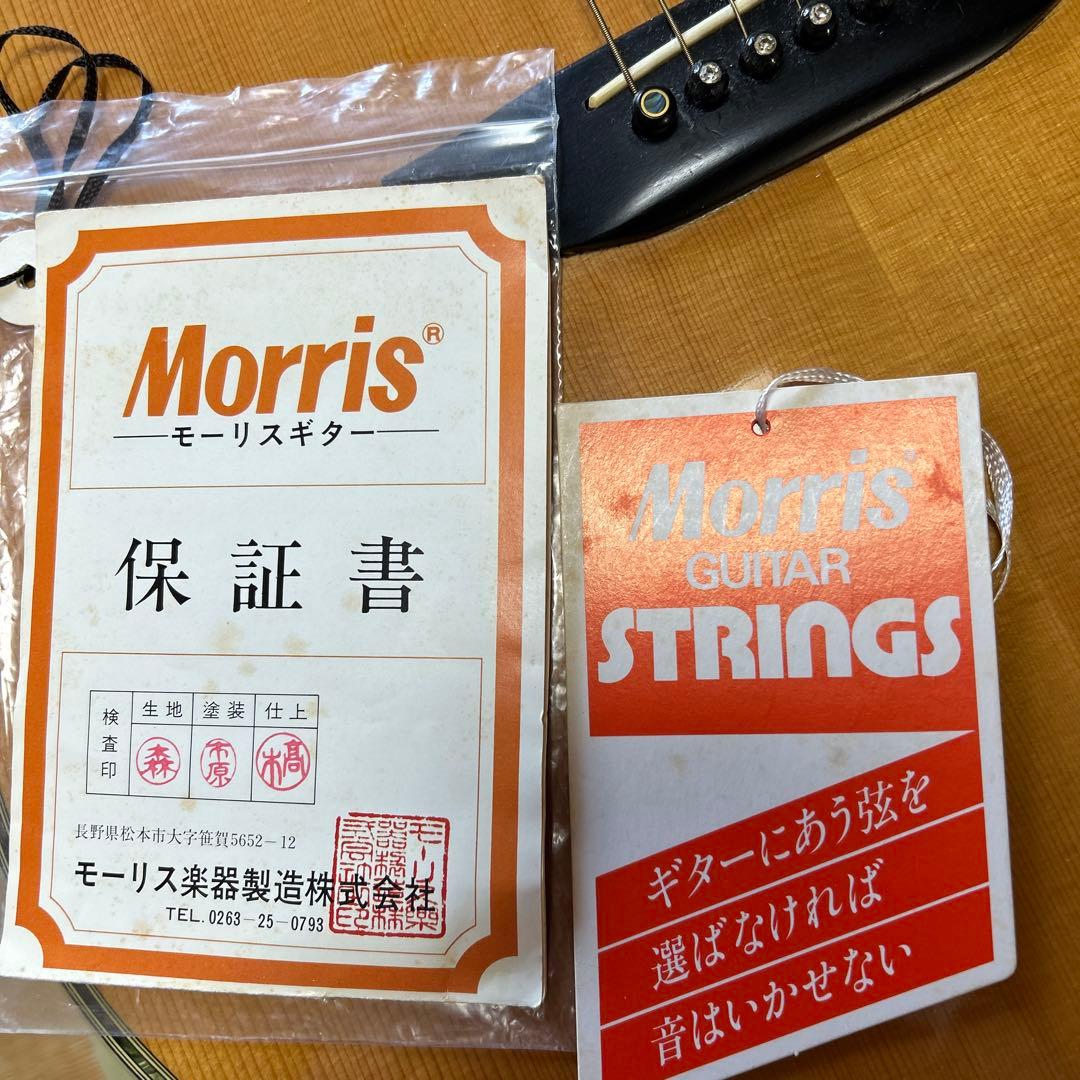 Morris®
モーリスギター
保証書
検査印
生地 塗装 仕上
森 市原 髙橋
長野県松本市大字笹賀5652-12
モーリス楽器製造株式会社
TEL.0263-25-0793
Morris
GUITAR
STRINGS
ギターにあう弦を
選ばなければ
音はいかせない